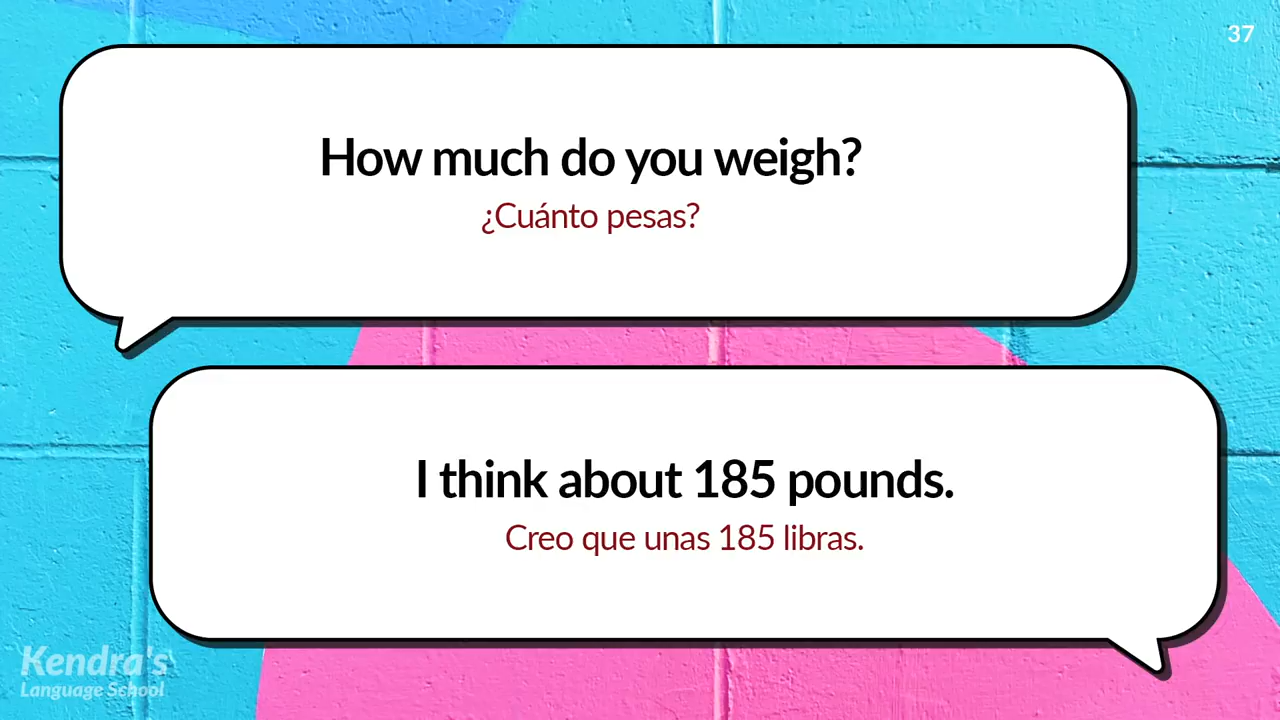 37
How much do you weigh?
¿Cuánto pesas?
I think about 185 pounds.
Creo que unas 185 libras.
Kendra's
Language School